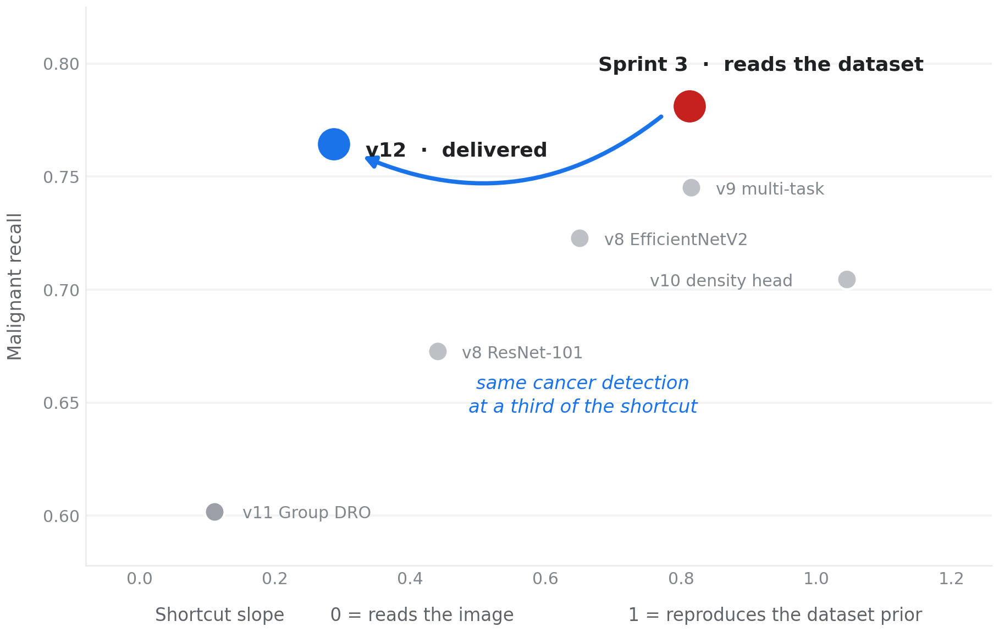 0.80
Sprint 3 · reads the dataset
v12 · delivered
0.75
v9 multi-task
v8 EfficientNetV2
v10 density head
0.70
Malignant recall
v8 ResNet-101
same cancer detection
at a third of the shortcut
0.65
v11 Group DRO
0.60
0.0 0.2 0.4 0.6 0.8 1.0 1.2
Shortcut slope 0 = reads the image 1 = reproduces the dataset prior